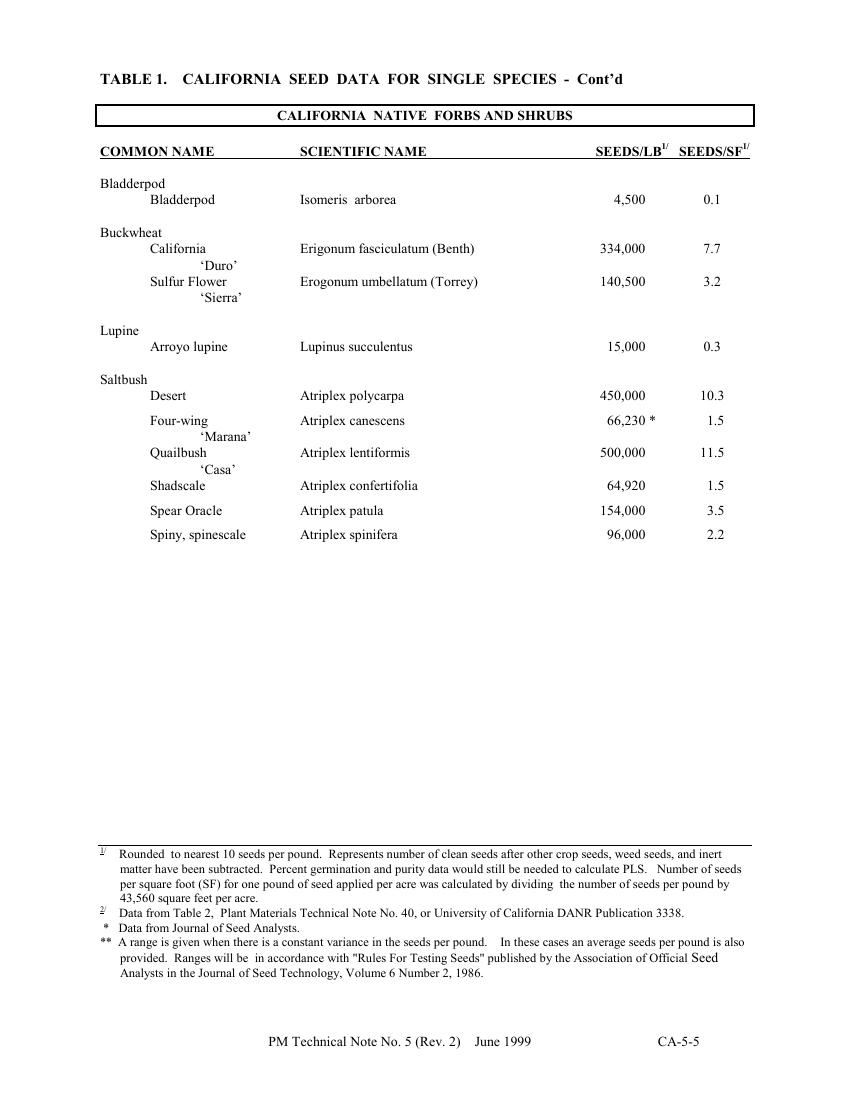 TABLE 1. CALIFORNIA SEED DATA FOR SINGLE SPECIES - Cont’d
CALIFORNIA NATIVE FORBS AND SHRUBS
COMMON NAME SCIENTIFIC NAME SEEDS/LB1/ SEEDS/SF1/
Bladderpod
Bladderpod Isomeris arborea 4,500 0.1
Buckwheat
California Erigonum fasciculatum (Benth) 334,000 7.7
‘Duro’
Sulfur Flower Erogonum umbellatum (Torrey) 140,500 3.2
‘Sierra’
Lupine
Arroyo lupine Lupinus succulentus 15,000 0.3
Saltbush
Desert Atriplex polycarpa 450,000 10.3
Four-wing Atriplex canescens 66,230 * 1.5
‘Marana’
Quailbush Atriplex lentiformis 500,000 11.5
‘Casa’
Shadscale Atriplex confertifolia 64,920 1.5
Spear Oracle Atriplex patula 154,000 3.5
Spiny, spinescale Atriplex spinifera 96,000 2.2
1/ Rounded to nearest 10 seeds per pound. Represents number of clean seeds after other crop seeds, weed seeds, and inert
matter have been subtracted. Percent germination and purity data would still be needed to calculate PLS. Number of seeds
per square foot (SF) for one pound of seed applied per acre was calculated by dividing the number of seeds per pound by
43,560 square feet per acre.
2/ Data from Table 2, Plant Materials Technical Note No. 40, or University of California DANR Publication 3338.
* Data from Journal of Seed Analysts.
** A range is given when there is a constant variance in the seeds per pound. In these cases an average seeds per pound is also
provided. Ranges will be in accordance with "Rules For Testing Seeds" published by the Association of Official Seed
Analysts in the Journal of Seed Technology, Volume 6 Number 2, 1986.
PM Technical Note No. 5 (Rev. 2) June 1999 CA-5-5